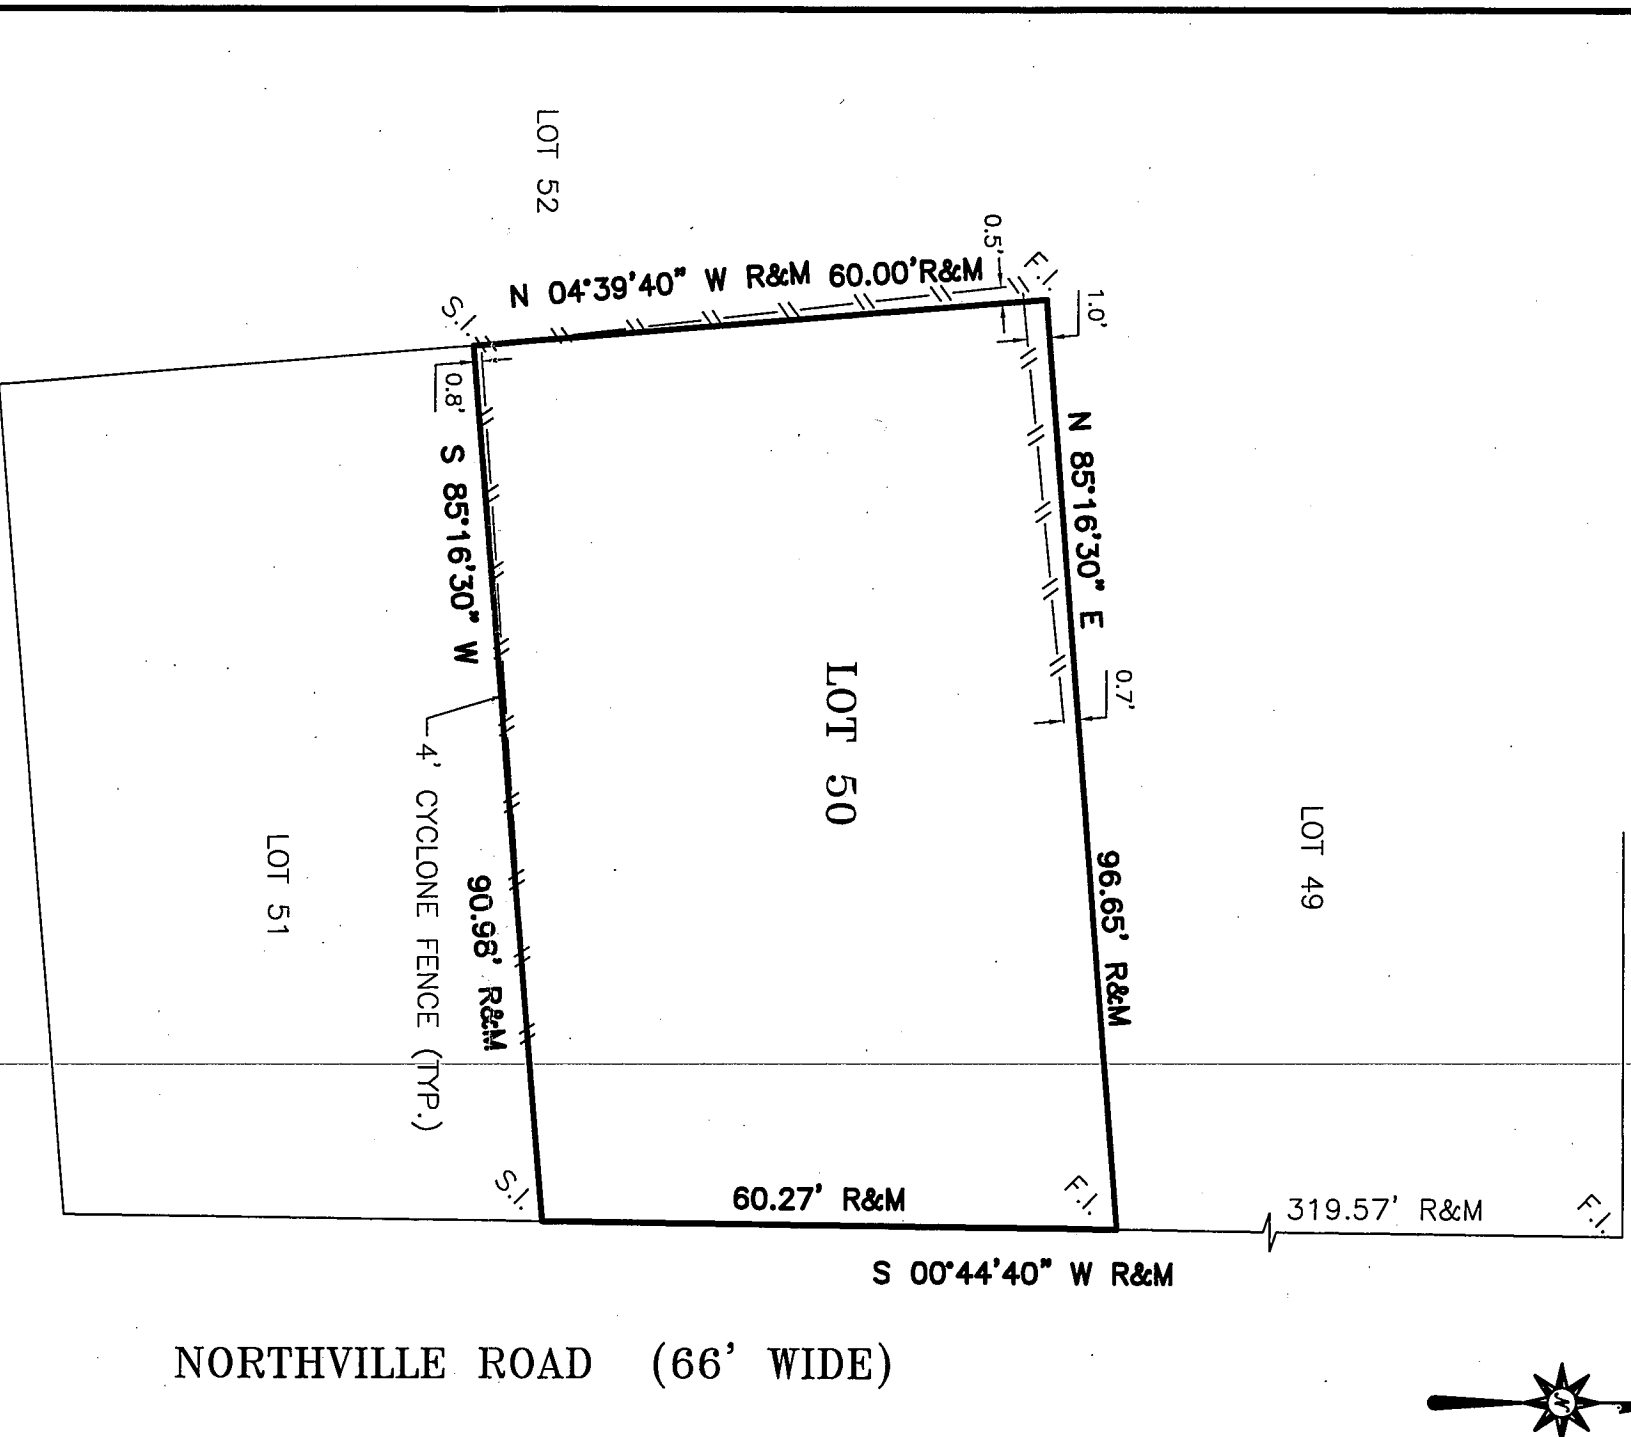 LOT 52
0.5'
F.I.
1.0'
N 04°39'40" W R&M 60.00'R&M
S.I.
0.8'
S 85°16'30" W
N 85°16'30" E
0.7'
LOT 50
LOT 49
LOT 51
4' CYCLONE FENCE (TYP.)
90.98' R&M
96.65' R&M
S.I.
60.27' R&M
F.I.
319.57' R&M
F.I.
S 00°44'40" W R&M
NORTHVILLE ROAD (66' WIDE)
N